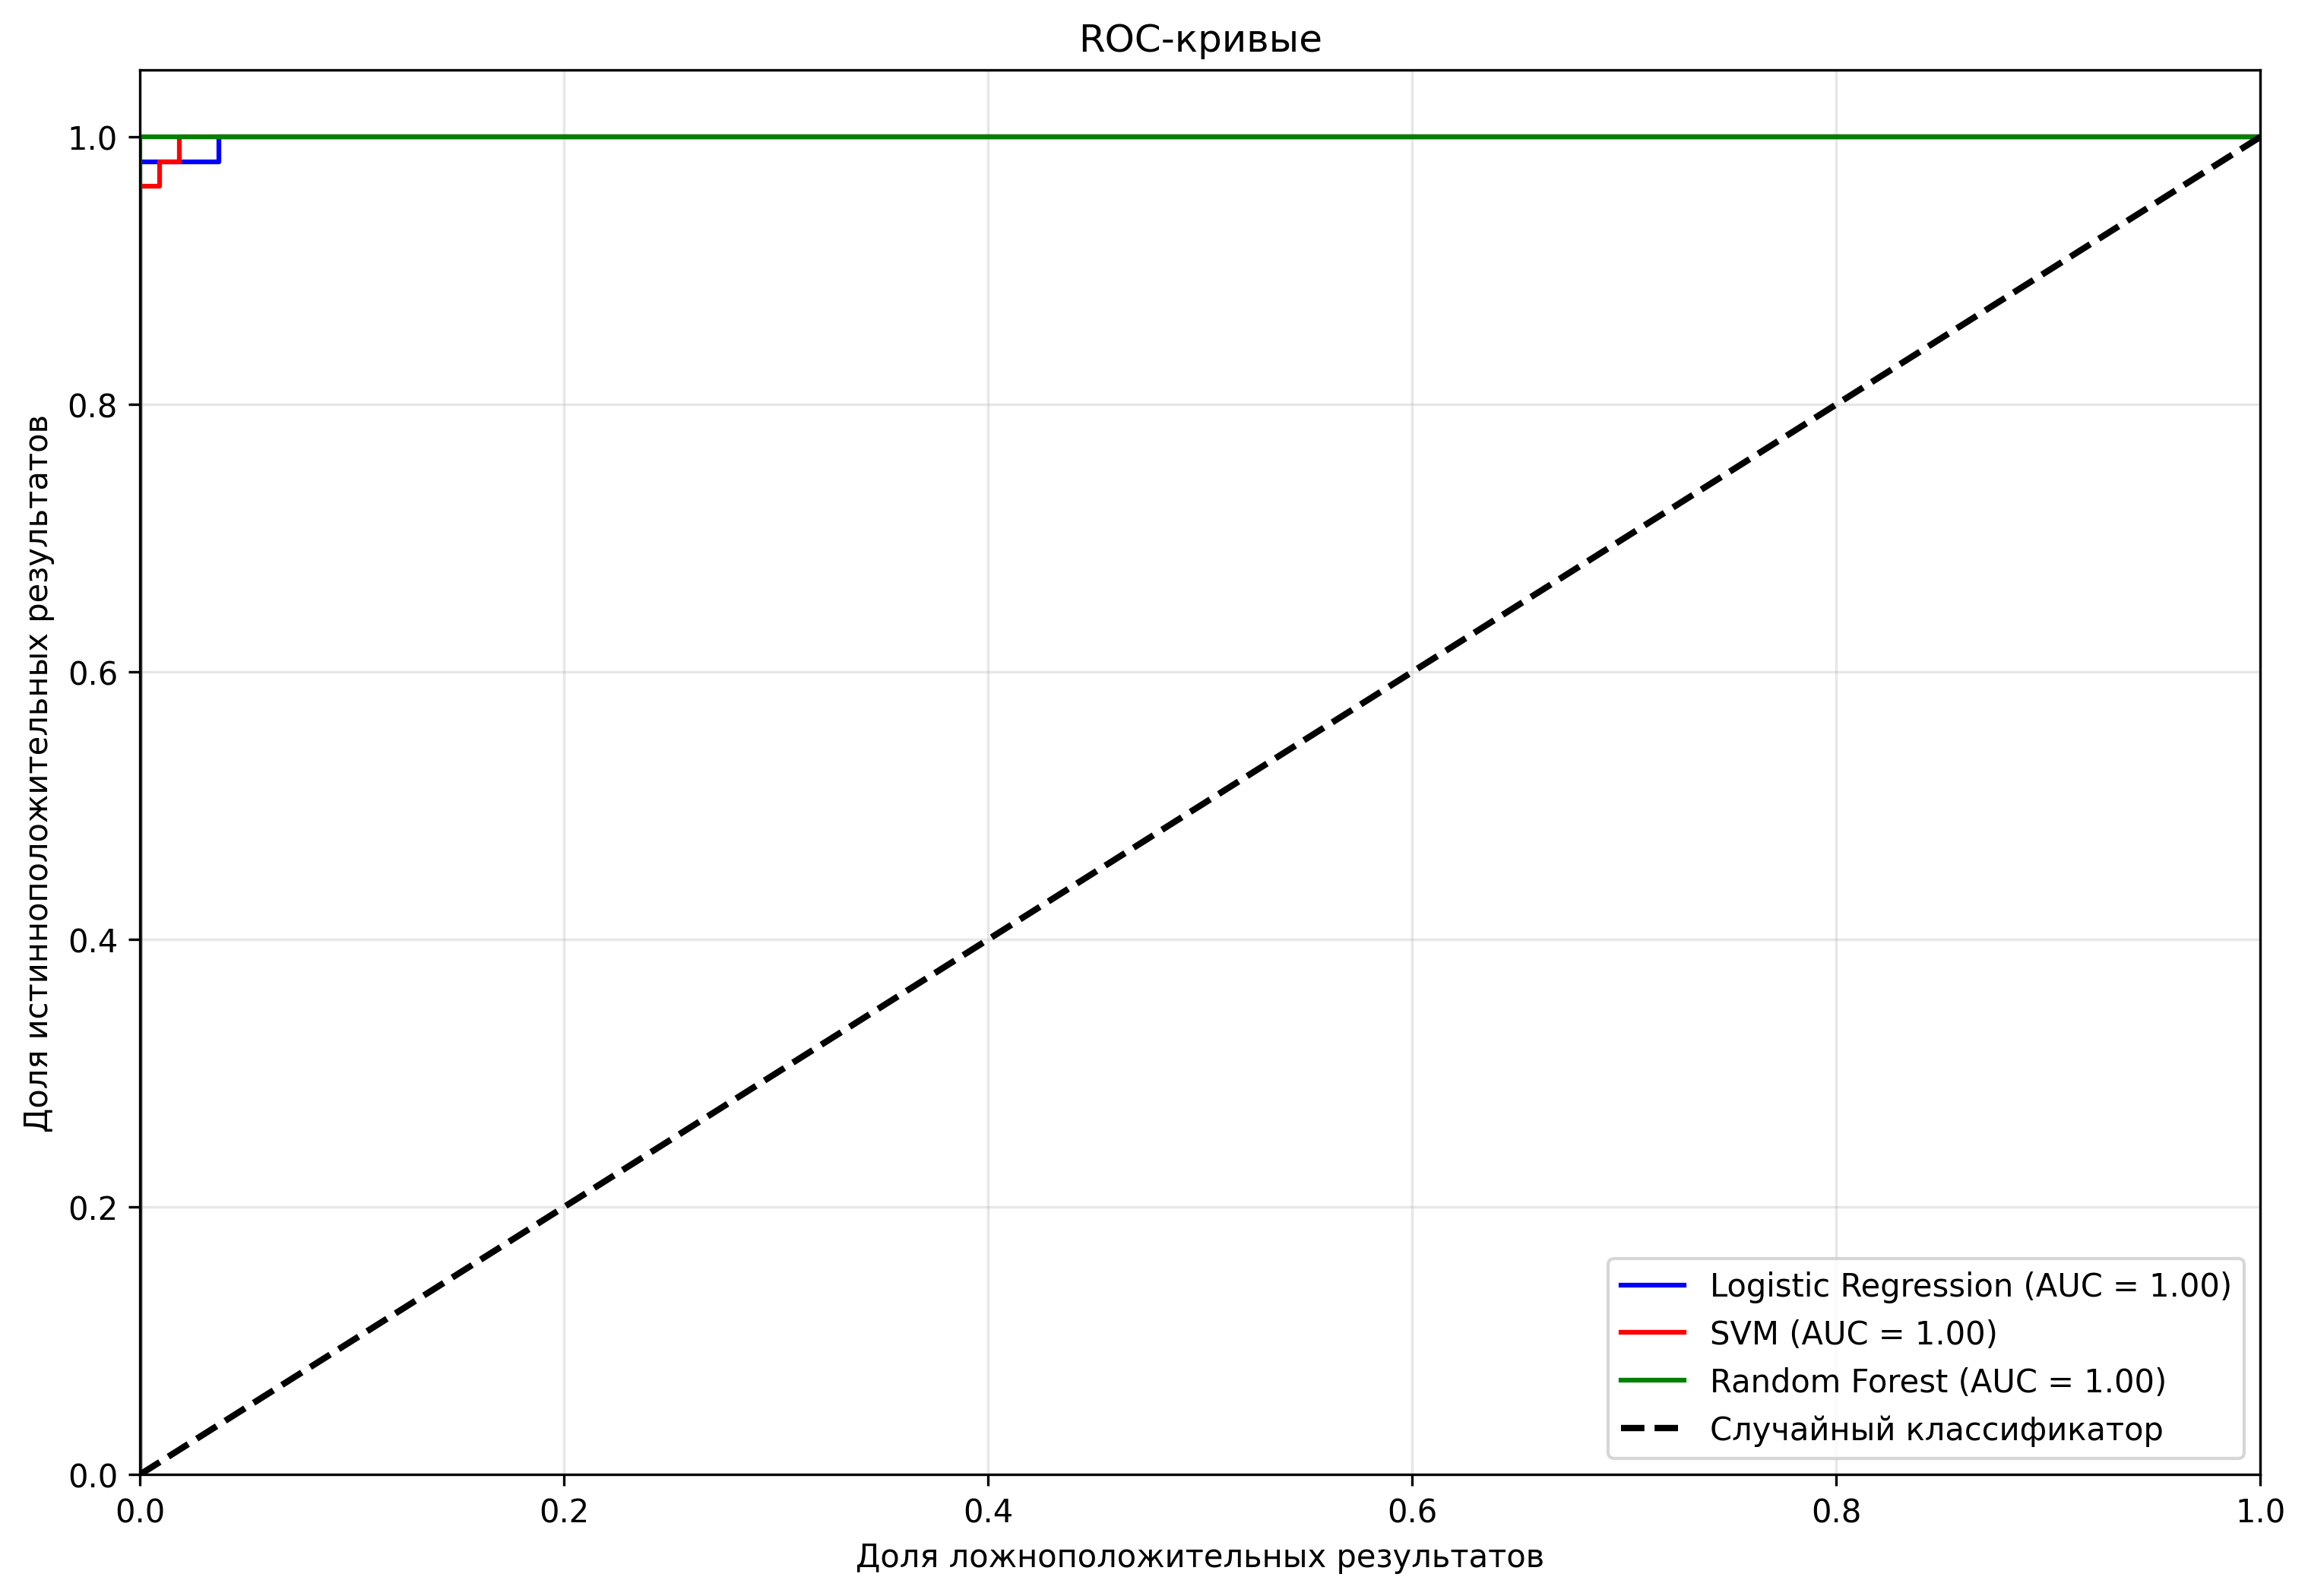 ROC-кривые
Доля истинноположительных результатов
1.0
0.8
0.6
0.4
0.2
0.0
0.0 0.2 0.4 0.6 0.8 1.0
Доля ложноположительных результатов
Logistic Regression (AUC = 1.00)
SVM (AUC = 1.00)
Random Forest (AUC = 1.00)
Случайный классификатор